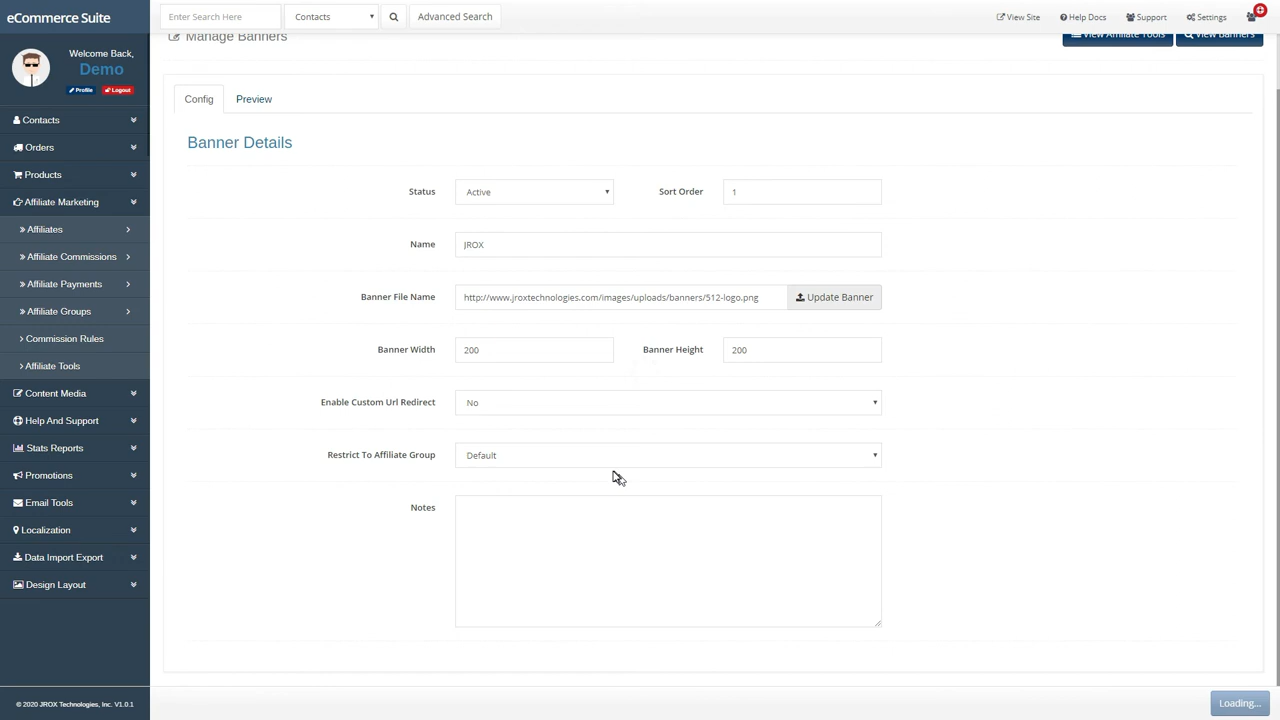 eCommerce Suite
Enter Search Here
Contacts
Advanced Search
View Site
Help Docs
Support
Settings
Welcome Back,
Demo
Profile
Logout
Manage Banners
View Affiliate Tools
View Banners
Contacts
Orders
Products
Affiliate Marketing
Affiliates
Affiliate Commissions
Affiliate Payments
Affiliate Groups
Commission Rules
Affiliate Tools
Content Media
Help And Support
Stats Reports
Promotions
Email Tools
Localization
Data Import Export
Design Layout
© 2020 JROX Technologies, Inc. V1.0.1
Config
Preview
Banner Details
Status
Active
Sort Order
1
Name
JROX
Banner File Name
http://www.jroxtechnologies.com/images/uploads/banners/512-logo.png
Update Banner
Banner Width
200
Banner Height
200
Enable Custom Url Redirect
No
Restrict To Affiliate Group
Default
Notes
Loading...